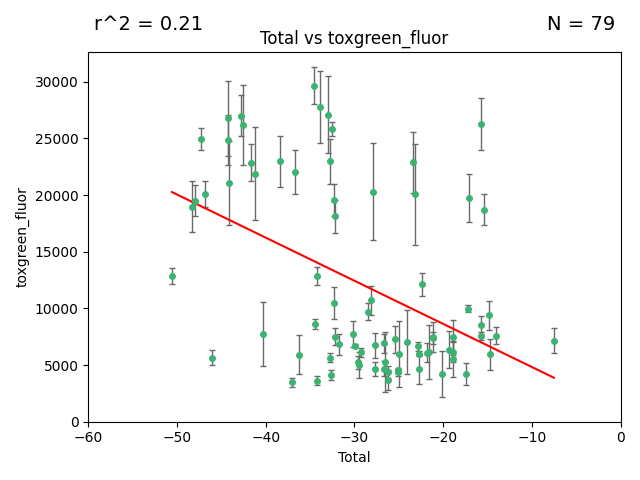 r^2 = 0.21 N = 79
Total vs toxgreen_fluor
30000
25000
20000
15000
10000
5000
0
toxgreen_fluor
−60 −50 −40 −30 −20 −10 0
Total